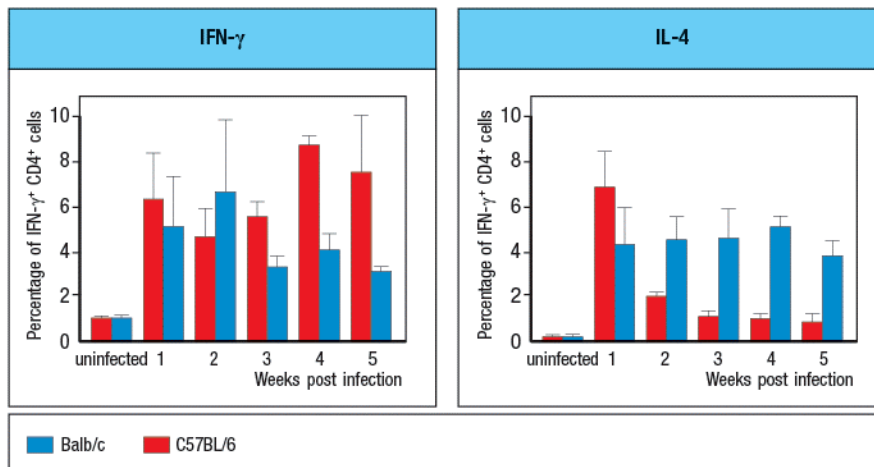 IFN-γ
Percentage of IFN-γ⁺ CD4⁺ cells
10
8
6
4
2
0
uninfected 1 2 3 4 5
Weeks post infection
IL-4
Percentage of IFN-γ⁺ CD4⁺ cells
10
8
6
4
2
0
uninfected 1 2 3 4 5
Weeks post infection
Balb/c C57BL/6